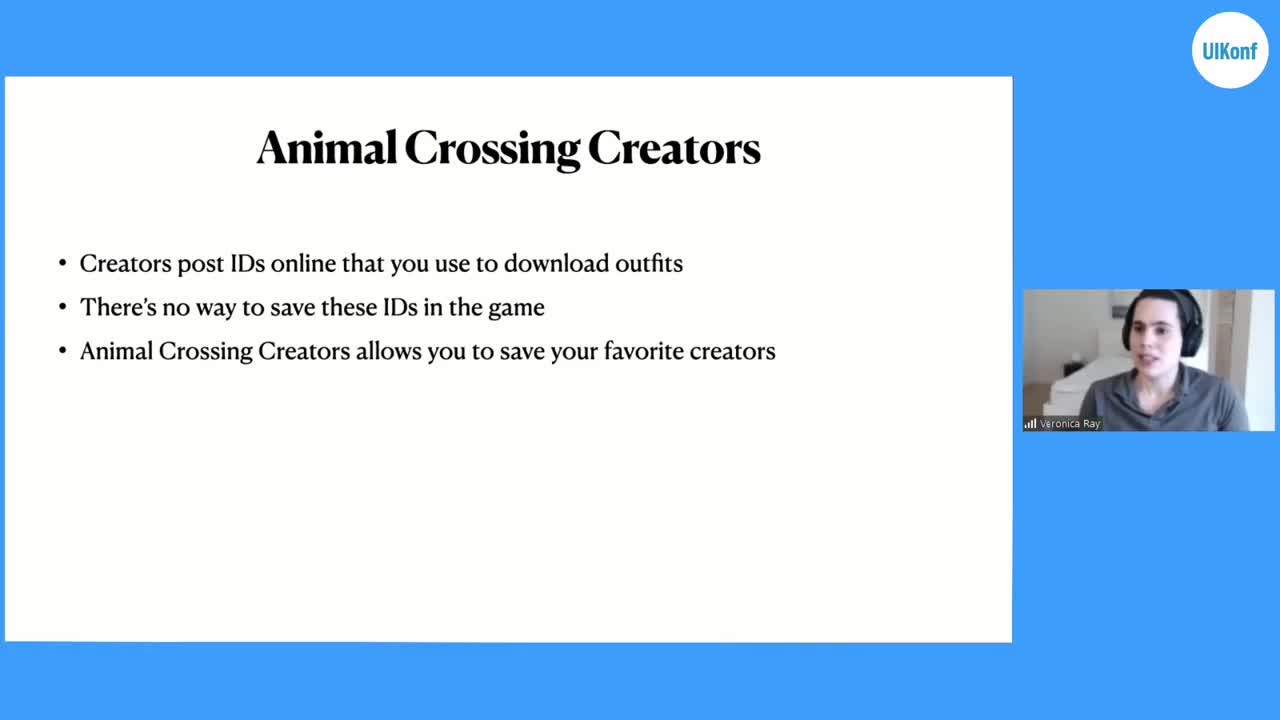 UIKonf
Animal Crossing Creators
• Creators post IDs online that you use to download outfits
• There's no way to save these IDs in the game
• Animal Crossing Creators allows you to save your favorite creators
Veronica Ray